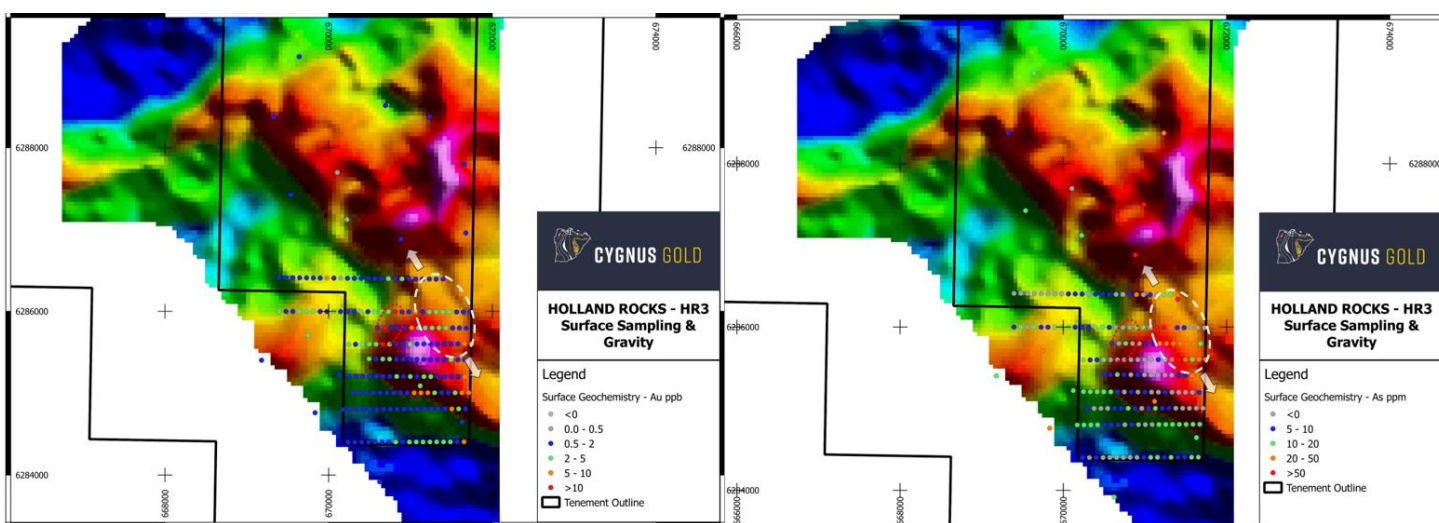 670000
672000
674000
6288000
6286000
6284000
668000
670000
CYGNUS GOLD
HOLLAND ROCKS - HR3
Surface Sampling &
Gravity
Legend
Surface Geochemistry - Au ppb
<0
0.0 - 0.5
0.5 - 2
2 - 5
5 - 10
>10
Tenement Outline
666000
670000
672000
674000
6288000
6288000
6286000
6284000
666000
668000
670000
CYGNUS GOLD
HOLLAND ROCKS - HR3
Surface Sampling &
Gravity
Legend
Surface Geochemistry - As ppm
<0
5 - 10
10 - 20
20 - 50
>50
Tenement Outline